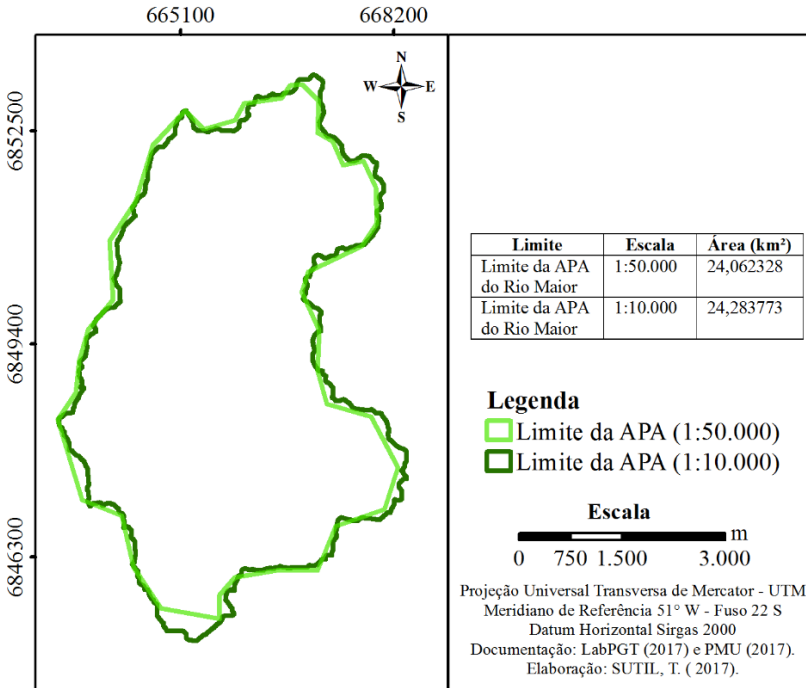 665100 668200
N
W E
S
6852500
6849400
6846300
Limite Escala Área (km²)
Limite da APA do Rio Maior 1:50.000 24,062328
Limite da APA do Rio Maior 1:10.000 24,283773
Legenda
Limite da APA (1:50.000)
Limite da APA (1:10.000)
Escala
m
0 750 1.500 3.000
Projeção Universal Transversa de Mercator - UTM
Meridiano de Referência 51° W - Fuso 22 S
Datum Horizontal Sirgas 2000
Documentação: LabPGT (2017) e PMU (2017).
Elaboração: SUTIL, T. ( 2017).